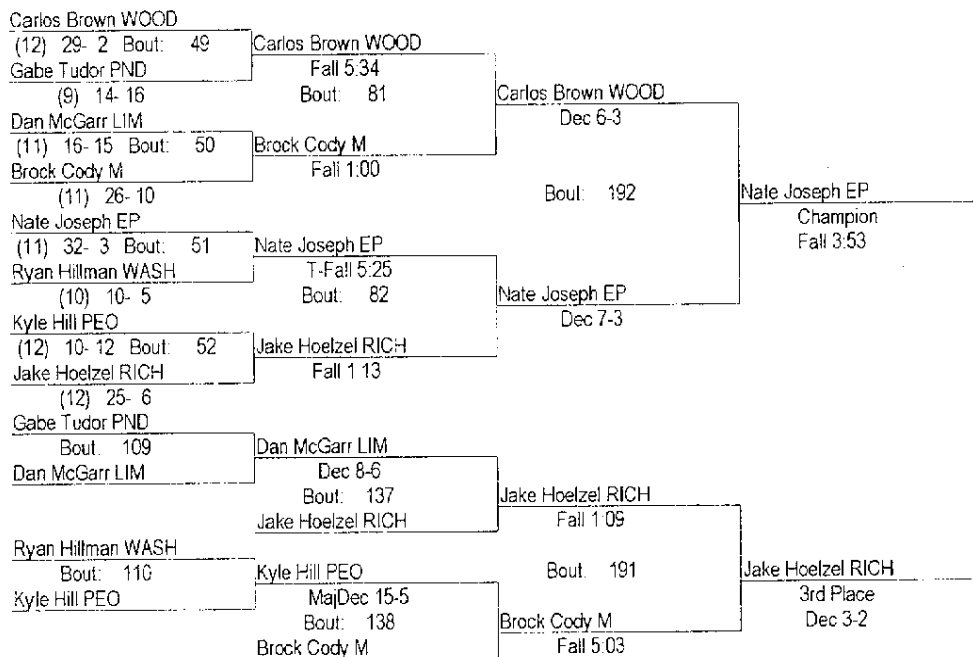 Carlos Brown WOOD
(12) 29- 2 Bout: 49
Gabe Tudor PND
(9) 14- 16
Dan McGarr LIM
(11) 16- 15 Bout: 50
Brock Cody M
(11) 26- 10
Nate Joseph EP
(11) 32- 3 Bout: 51
Ryan Hillman WASH
(10) 10- 5
Kyle Hill PEO
(12) 10- 12 Bout: 52
Jake Hoelzel RICH
(12) 25- 6
Carlos Brown WOOD
Fall 5:34
Bout: 81
Brock Cody M
Fall 1:00
Nate Joseph EP
T-Fall 5:25
Bout: 82
Jake Hoelzel RICH
Fall 1 13
Carlos Brown WOOD
Dec 6-3
Bout: 192
Nate Joseph EP
Dec 7-3
Nate Joseph EP
Champion
Fall 3:53
Gabe Tudor PND
Bout: 109
Dan McGarr LIM
Ryan Hillman WASH
Bout: 110
Kyle Hill PEO
Dan McGarr LIM
Dec 8-6
Bout: 137
Jake Hoelzel RICH
Kyle Hill PEO
MajDec 15-5
Bout: 138
Brock Cody M
Jake Hoelzel RICH
Fall 1:09
Bout: 191
Brock Cody M
Fall 5:03
Jake Hoelzel RICH
3rd Place
Dec 3-2